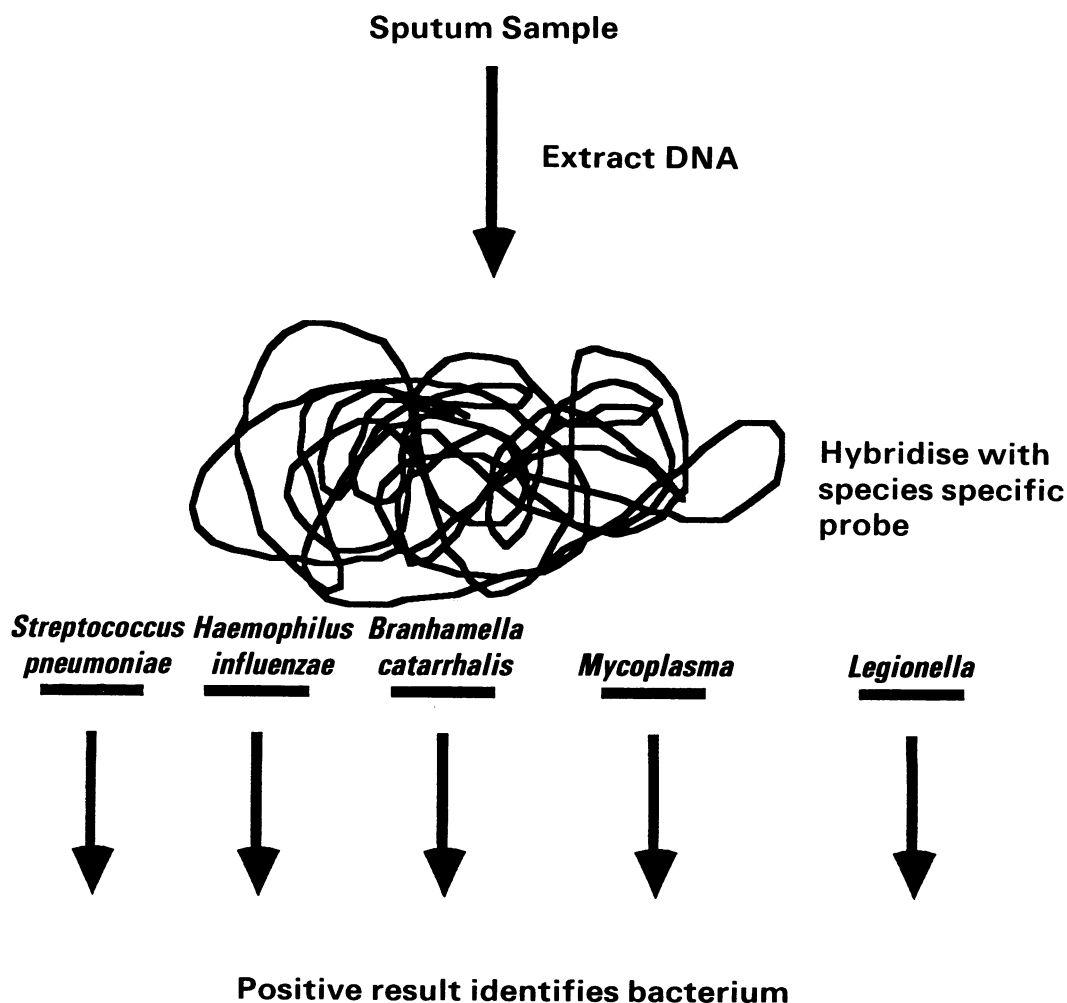 Sputum Sample
Extract DNA
Hybridise with
species specific
probe
Streptococcus
pneumoniae
Haemophilus
influenzae
Branhamella
catarrhalis
Mycoplasma
Legionella
Positive result identifies bacterium